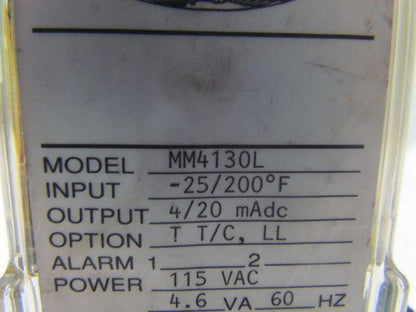 MODEL MM4130L
INPUT -25/200°F
OUTPUT 4/20 mAdc
OPTION T T/C, LL
ALARM 1 2
POWER 115 VAC
4.6 VA 60 HZ